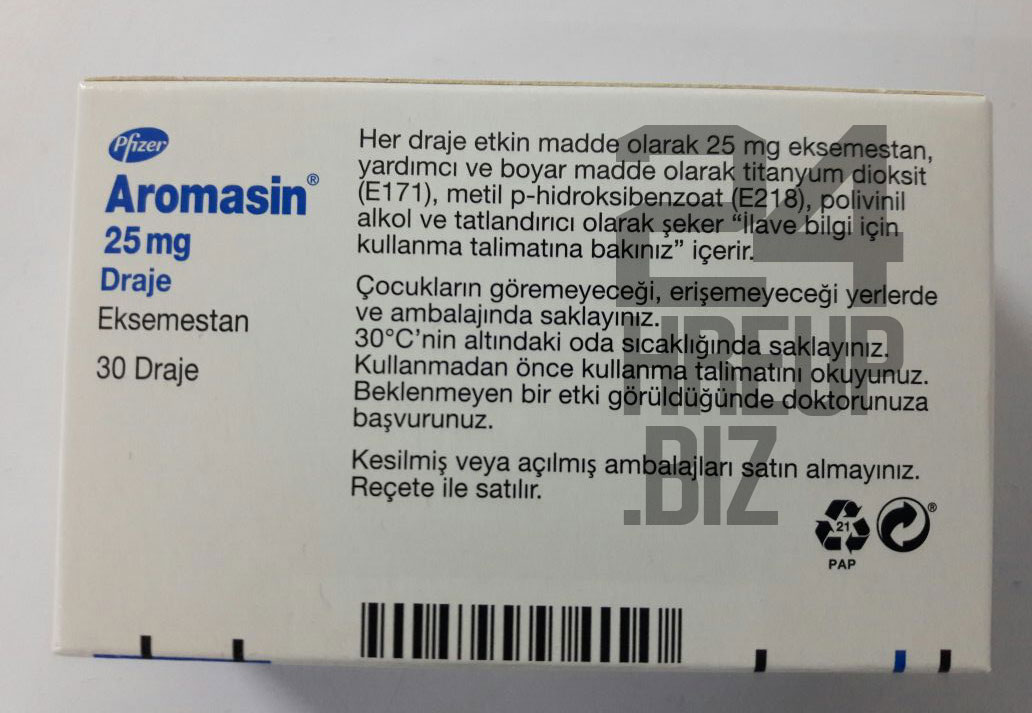 Pfizer
Aromasin®
25 mg
Draje
Eksemestan
30 Draje
Her draje etkin madde olarak 25 mg eksemestan,
yardımcı ve boyar madde olarak titanyum dioksit
(E171), metil p-hidroksibenzoat (E218), polivinil
alkol ve tatlandırıcı olarak şeker “İlave bilgi için
kullanma talimatına bakınız” içerir.
Çocukların göremeyeceği, erişemeyeceği yerlerde
ve ambalajında saklayınız.
30°C’nin altındaki oda sıcaklığında saklayınız.
Kullanmadan önce kullanma talimatını okuyunuz.
Beklenmeyen bir etki görüldüğünde doktorunuza
başvurunuz.
Kesilmiş veya açılmış ambalajları satın almayınız.
Reçete ile satılır.
21
PAP
®
24
HREUP
.BIZ